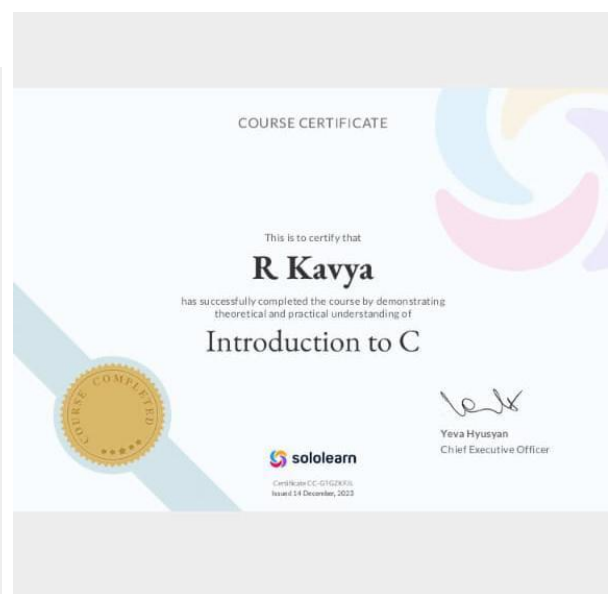 COURSE CERTIFICATE
This is to certify that
R Kavya
has successfully completed the course by demonstrating
theoretical and practical understanding of
Introduction to C
COURSE COMPLETED
Yeva Hyusyan
Chief Executive Officer
sololearn
Certificate
Issued 14 December, 2023